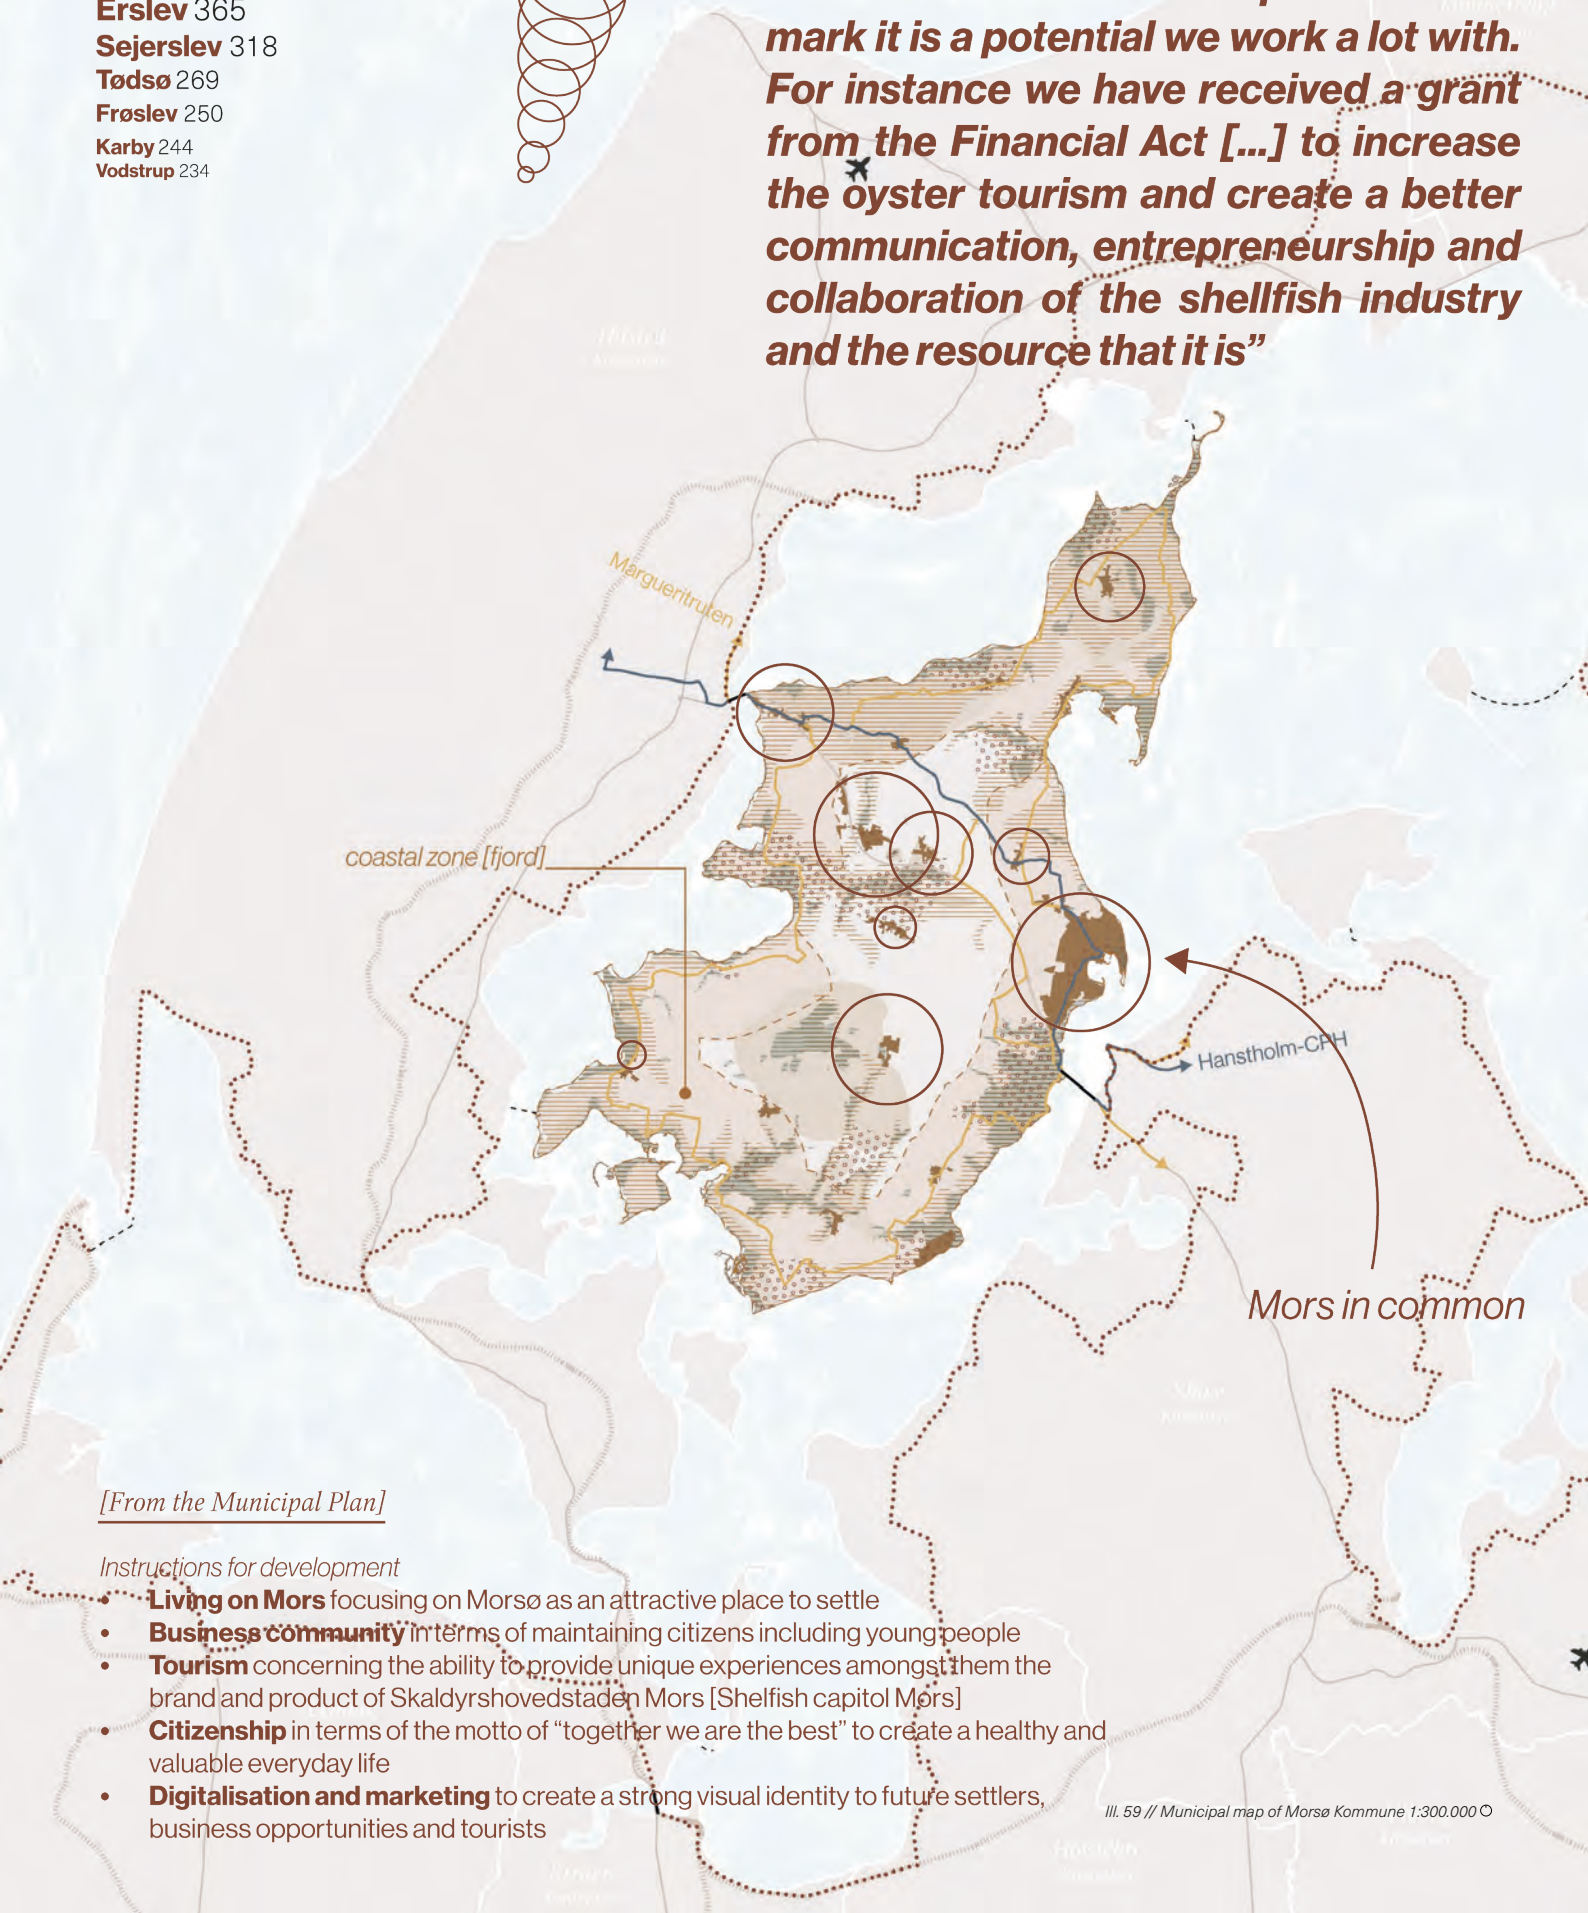 Erslev 365
Sejerslev 318
Tødsø 269
Frøslev 250
Karby 244
Vodstrup 234
mark it is a potential we work a lot with.
For instance we have received a grant
from the Financial Act [...] to increase
the oyster tourism and create a better
communication, entrepreneurship and
collaboration of the shellfish industry
and the resource that it is”
Margueritruten
coastal zone [fjord]
Hanstholm-CPH
Mors in common
[From the Municipal Plan]
Instructions for development
• Living on Mors focusing on Morsø as an attractive place to settle
• Business community in terms of maintaining citizens including young people
• Tourism concerning the ability to provide unique experiences amongst them the
brand and product of Skaldyrshovedstaden Mors [Shelfish capitol Mors]
• Citizenship in terms of the motto of “together we are the best” to create a healthy and
valuable everyday life
• Digitalisation and marketing to create a strong visual identity to future settlers,
business opportunities and tourists
Ill. 59 // Municipal map of Morsø Kommune 1:300.000